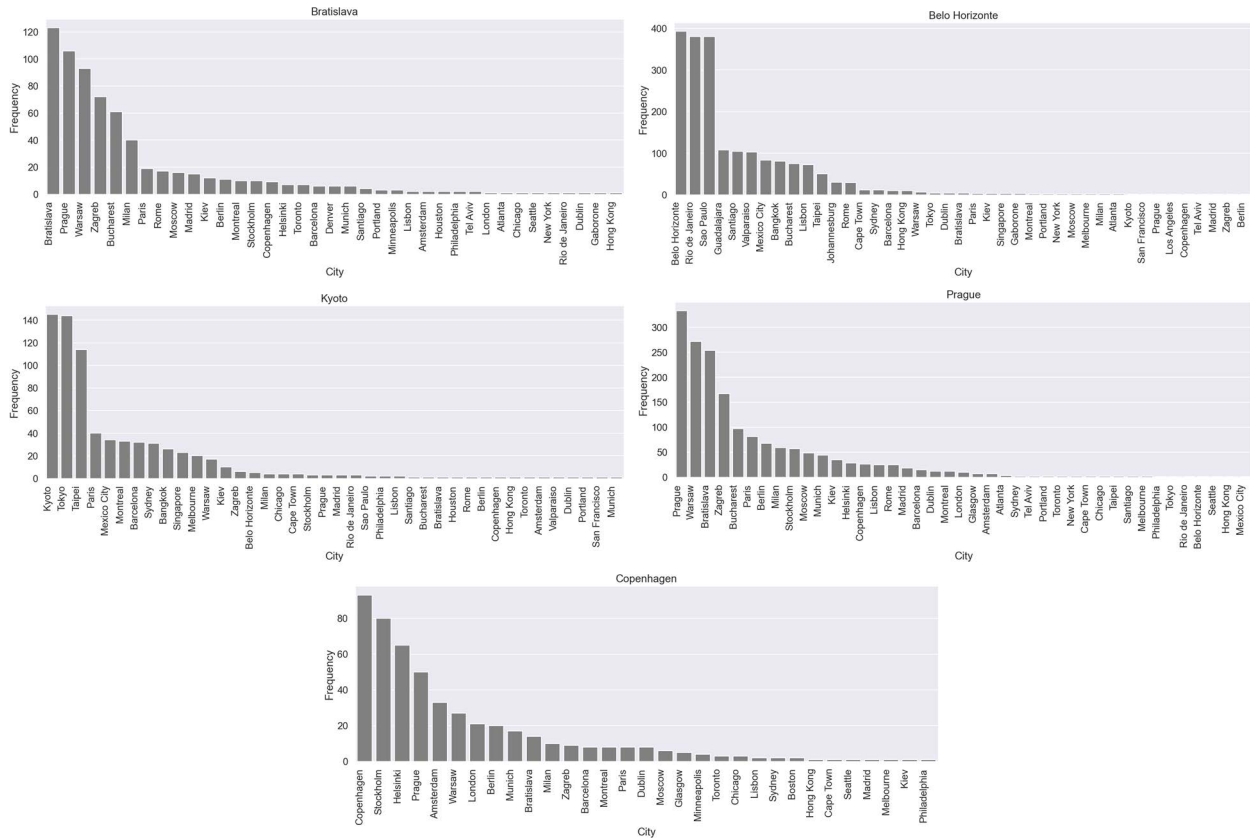 Bratislava
Frequency
120
100
80
60
40
20
0
Bratislava
Prague
Warsaw
Zagreb
Bucharest
Milan
Paris
Rome
Moscow
Madrid
Kiev
Berlin
Montreal
Stockholm
Copenhagen
Helsinki
Toronto
Barcelona
Denver
Munich
Santiago
Portland
Minneapolis
Lisbon
Amsterdam
Houston
Philadelphia
Tel Aviv
London
Atlanta
Chicago
Seattle
New York
Rio de Janeiro
Dublin
Gaborone
Hong Kong
City
Belo Horizonte
Frequency
400
300
200
100
0
Belo Horizonte
Rio de Janeiro
Sao Paulo
Guadalajara
Santiago
Valparaiso
Mexico City
Bangkok
Bucharest
Lisbon
Taipei
Johannesburg
Rome
Cape Town
Sydney
Barcelona
Hong Kong
Warsaw
Tokyo
Dublin
Bratislava
Paris
Kiev
Singapore
Gaborone
Montreal
Portland
New York
Moscow
Melbourne
Milan
Atlanta
Kyoto
San Francisco
Prague
Los Angeles
Copenhagen
Tel Aviv
Madrid
Zagreb
Berlin
City
Kyoto
Frequency
140
120
100
80
60
40
20
0
Kyoto
Tokyo
Taipei
Paris
Mexico City
Montreal
Barcelona
Sydney
Bangkok
Singapore
Melbourne
Warsaw
Kiev
Zagreb
Belo Horizonte
Milan
Chicago
Cape Town
Stockholm
Prague
Madrid
Rio de Janeiro
Sao Paulo
Philadelphia
Lisbon
Santiago
Bucharest
Bratislava
Houston
Rome
Berlin
Copenhagen
Hong Kong
Toronto
Amsterdam
Valparaiso
Dublin
Portland
San Francisco
Munich
City
Prague
Frequency
300
250
200
150
100
50
0
Prague
Warsaw
Bratislava
Zagreb
Bucharest
Paris
Berlin
Milan
Stockholm
Moscow
Munich
Kiev
Helsinki
Copenhagen
Lisbon
Rome
Madrid
Barcelona
Dublin
Montreal
London
Glasgow
Amsterdam
Atlanta
Sydney
Tel Aviv
Portland
Toronto
New York
Cape Town
Chicago
Taipei
Santiago
Melbourne
Philadelphia
Tokyo
Rio de Janeiro
Belo Horizonte
Seattle
Hong Kong
Mexico City
City
Copenhagen
Frequency
80
60
40
20
0
Copenhagen
Stockholm
Helsinki
Prague
Amsterdam
Warsaw
London
Berlin
Munich
Bratislava
Milan
Zagreb
Barcelona
Montreal
Paris
Dublin
Moscow
Glasgow
Minneapolis
Toronto
Chicago
Lisbon
Sydney
Boston
Hong Kong
Cape Town
Seattle
Madrid
Melbourne
Kiev
Philadelphia
City